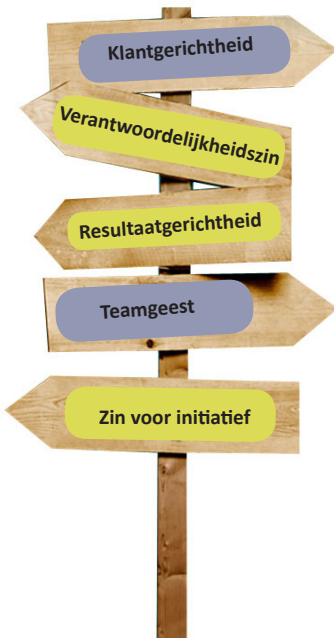 Klantgerichtheid
Verantwoordelijkheidszin
Resultaatgerichtheid
Teamgeest
Zin voor initiatief